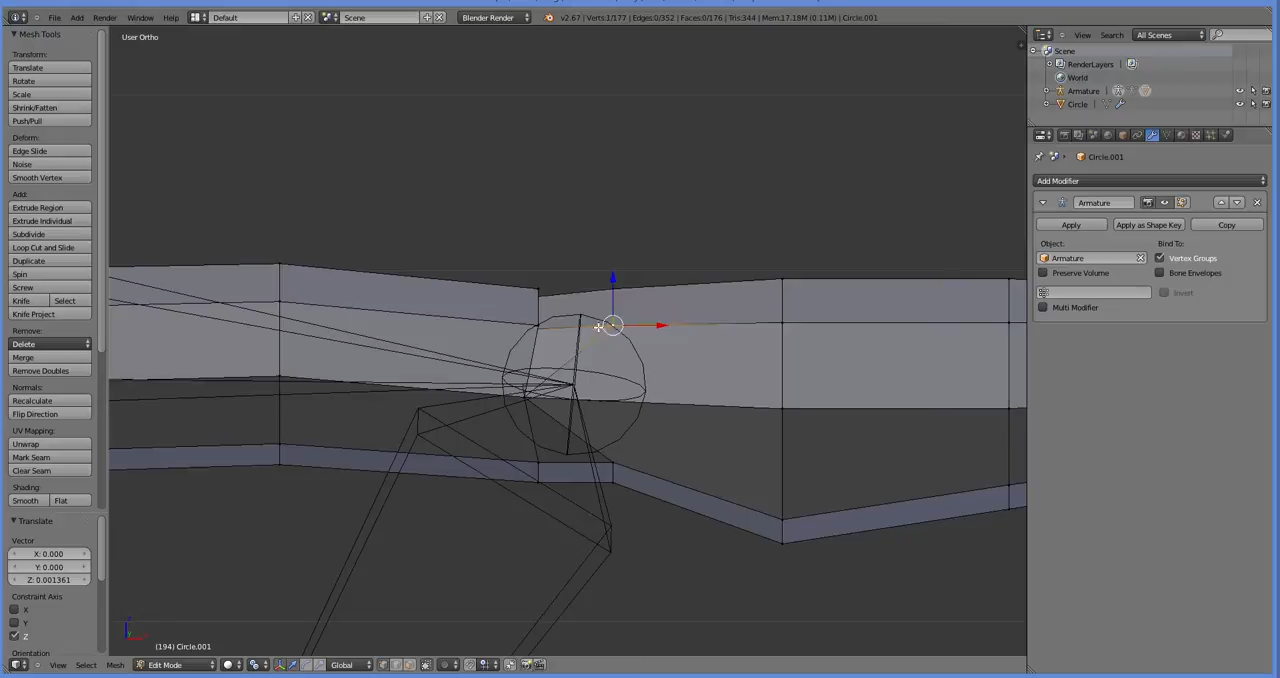 File Add Render Window Help Default Scene Blender Render v2.67 | Verts:1/177 | Edges:0/352 | Faces:0/176 | Tris:344 | Mem:17.18M (0.11M) | Circle.001
Mesh Tools
Transform:
Translate
Rotate
Scale
Shrink/Fatten
Push/Pull
Deform:
Edge Slide
Noise
Smooth Vertex
Add:
Extrude Region
Extrude Individual
Subdivide
Loop Cut and Slide
Duplicate
Spin
Screw
Knife Select
Knife Project
Remove:
Delete
Merge
Remove Doubles
Normals:
Recalculate
Flip Direction
UV Mapping:
Unwrap
Mark Seam
Clear Seam
Shading:
Smooth Flat
Translate
Vector
X: 0.000
Y: 0.000
Z: 0.001361
Constraint Axis
X
Y
Z
Orientation
User Ortho
(194) Circle.001
View Select Mesh Edit Mode Global
View Search All Scenes
Scene
RenderLayers
World
Armature
Circle
Circle.001
Add Modifier
Armature
Apply Apply as Shape Key Copy
Object: Bind To:
Armature Vertex Groups
Preserve Volume Bone Envelopes
Invert
Multi Modifier